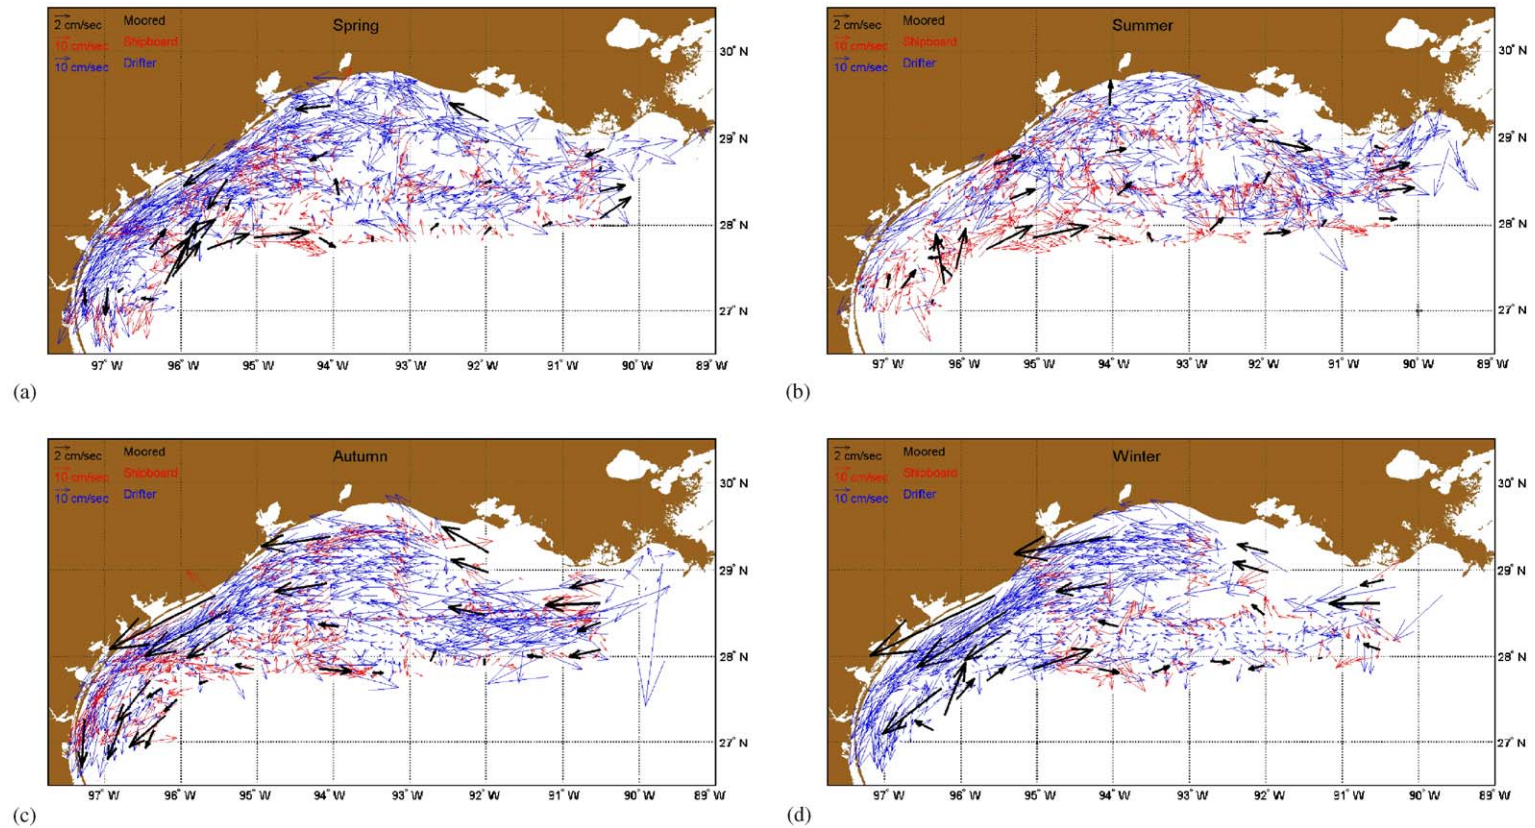 2 cm/sec Moored Spring
10 cm/sec Shipboard
10 cm/sec Drifter
30° N
29° N
28° N
27° N
97° W 96° W 95° W 94° W 93° W 92° W 91° W 90° W 89° W
(a)
2 cm/sec Moored Summer
10 cm/sec Shipboard
10 cm/sec Drifter
30° N
29° N
28° N
27° N
97° W 96° W 95° W 94° W 93° W 92° W 91° W 90° W 89° W
(b)
2 cm/sec Moored Autumn
10 cm/sec Shipboard
10 cm/sec Drifter
30° N
29° N
28° N
27° N
97° W 96° W 95° W 94° W 93° W 92° W 91° W 90° W 89° W
(c)
2 cm/sec Moored Winter
10 cm/sec Shipboard
10 cm/sec Drifter
30° N
29° N
28° N
27° N
97° W 96° W 95° W 94° W 93° W 92° W 91° W 90° W 89° W
(d)